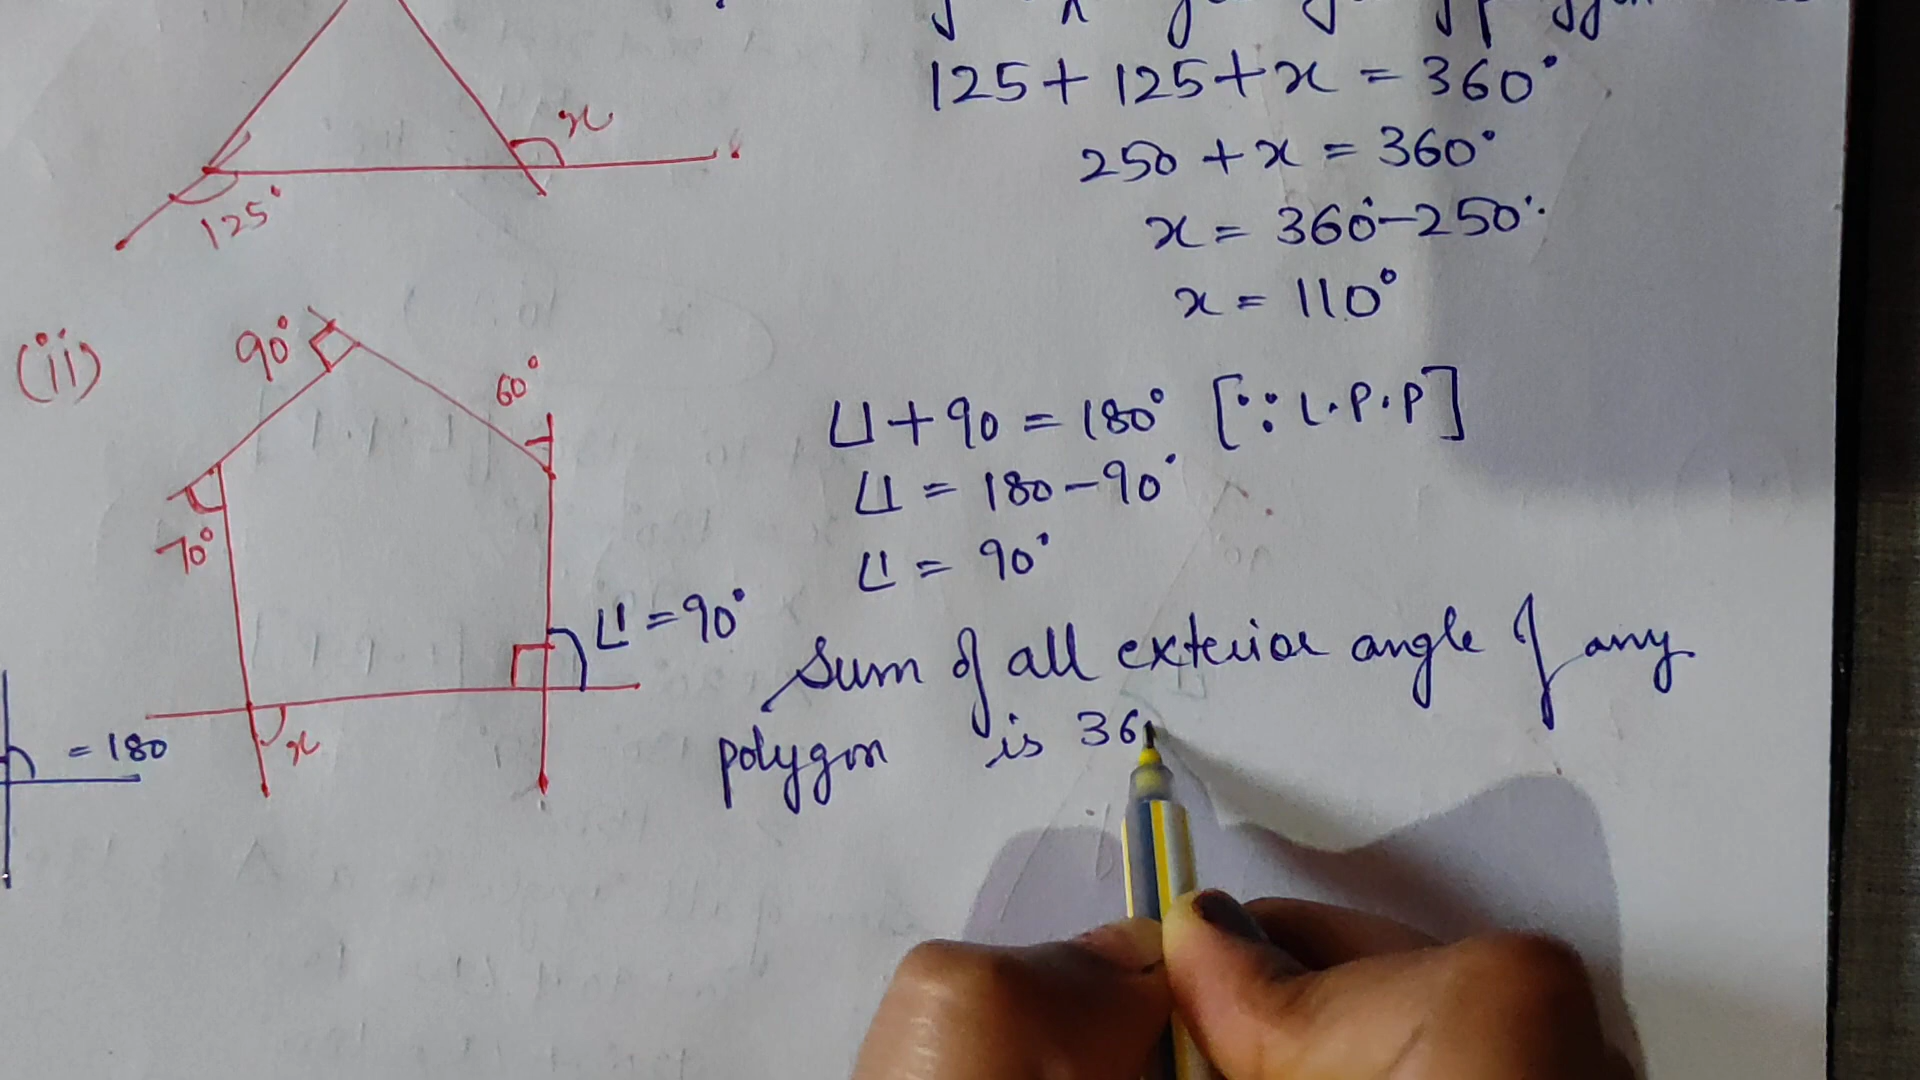 125 + 125 + x = 360°
250 + x = 360°
x = 360° - 250°
x = 110°
x
125°
(ii)
90°
60°
70°
∠1 = 90°
x
= 180
∠1 + 90 = 180° [∵ L.P.P]
∠1 = 180 - 90°
∠1 = 90°
Sum of all exterior angle of any
polygon is 36